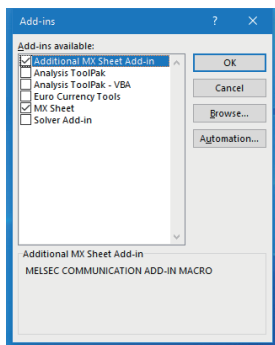 Add-ins
Add-ins available:
Additional MX Sheet Add-in
Analysis ToolPak
Analysis ToolPak - VBA
Euro Currency Tools
MX Sheet
Solver Add-in
OK
Cancel
Browse...
Automation...
Additional MX Sheet Add-in
MELSEC COMMUNICATION ADD-IN MACRO